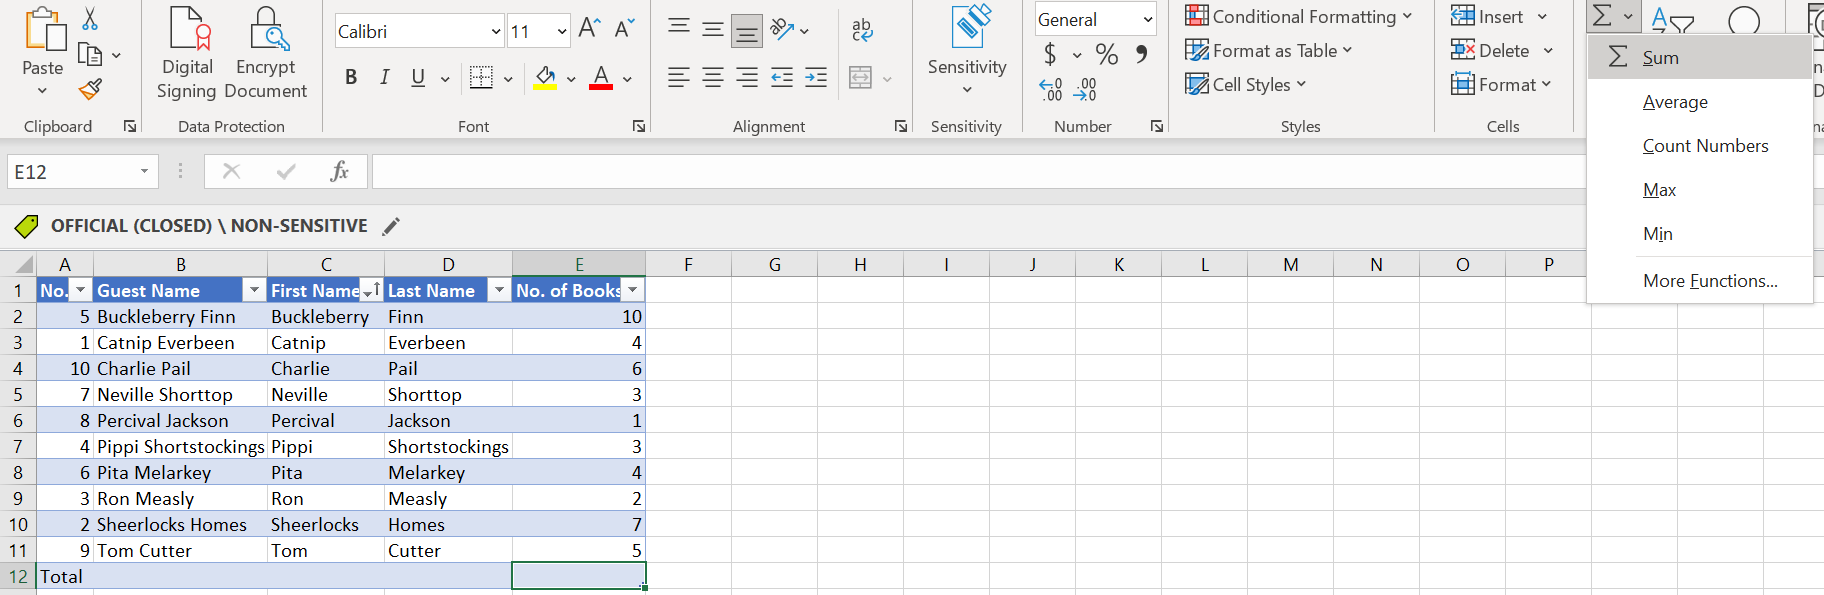 Paste
Clipboard
Digital Signing
Encrypt Document
Data Protection
Calibri 11 A^ A˅
B I U A
Font
ab
Alignment
Sensitivity
Sensitivity
General
$ % 9
.00 .00
Number
Conditional Formatting
Format as Table
Cell Styles
Styles
Insert
Delete
Format
Cells
Σ
Σ Sum
Average
Count Numbers
Max
Min
More Functions...
E12 fx
OFFICIAL (CLOSED) \ NON-SENSITIVE
A B C D E F G H I J K L M N O P
1 No. Guest Name First Name Last Name No. of Books
2 5 Buckleberry Finn Buckleberry Finn 10
3 1 Catnip Everbeen Catnip Everbeen 4
4 10 Charlie Pail Charlie Pail 6
5 7 Neville Shorttop Neville Shorttop 3
6 8 Percival Jackson Percival Jackson 1
7 4 Pippi Shortstockings Pippi Shortstockings 3
8 6 Pita Melarkey Pita Melarkey 4
9 3 Ron Measly Ron Measly 2
10 2 Sheerlocks Homes Sheerlocks Homes 7
11 9 Tom Cutter Tom Cutter 5
12 Total